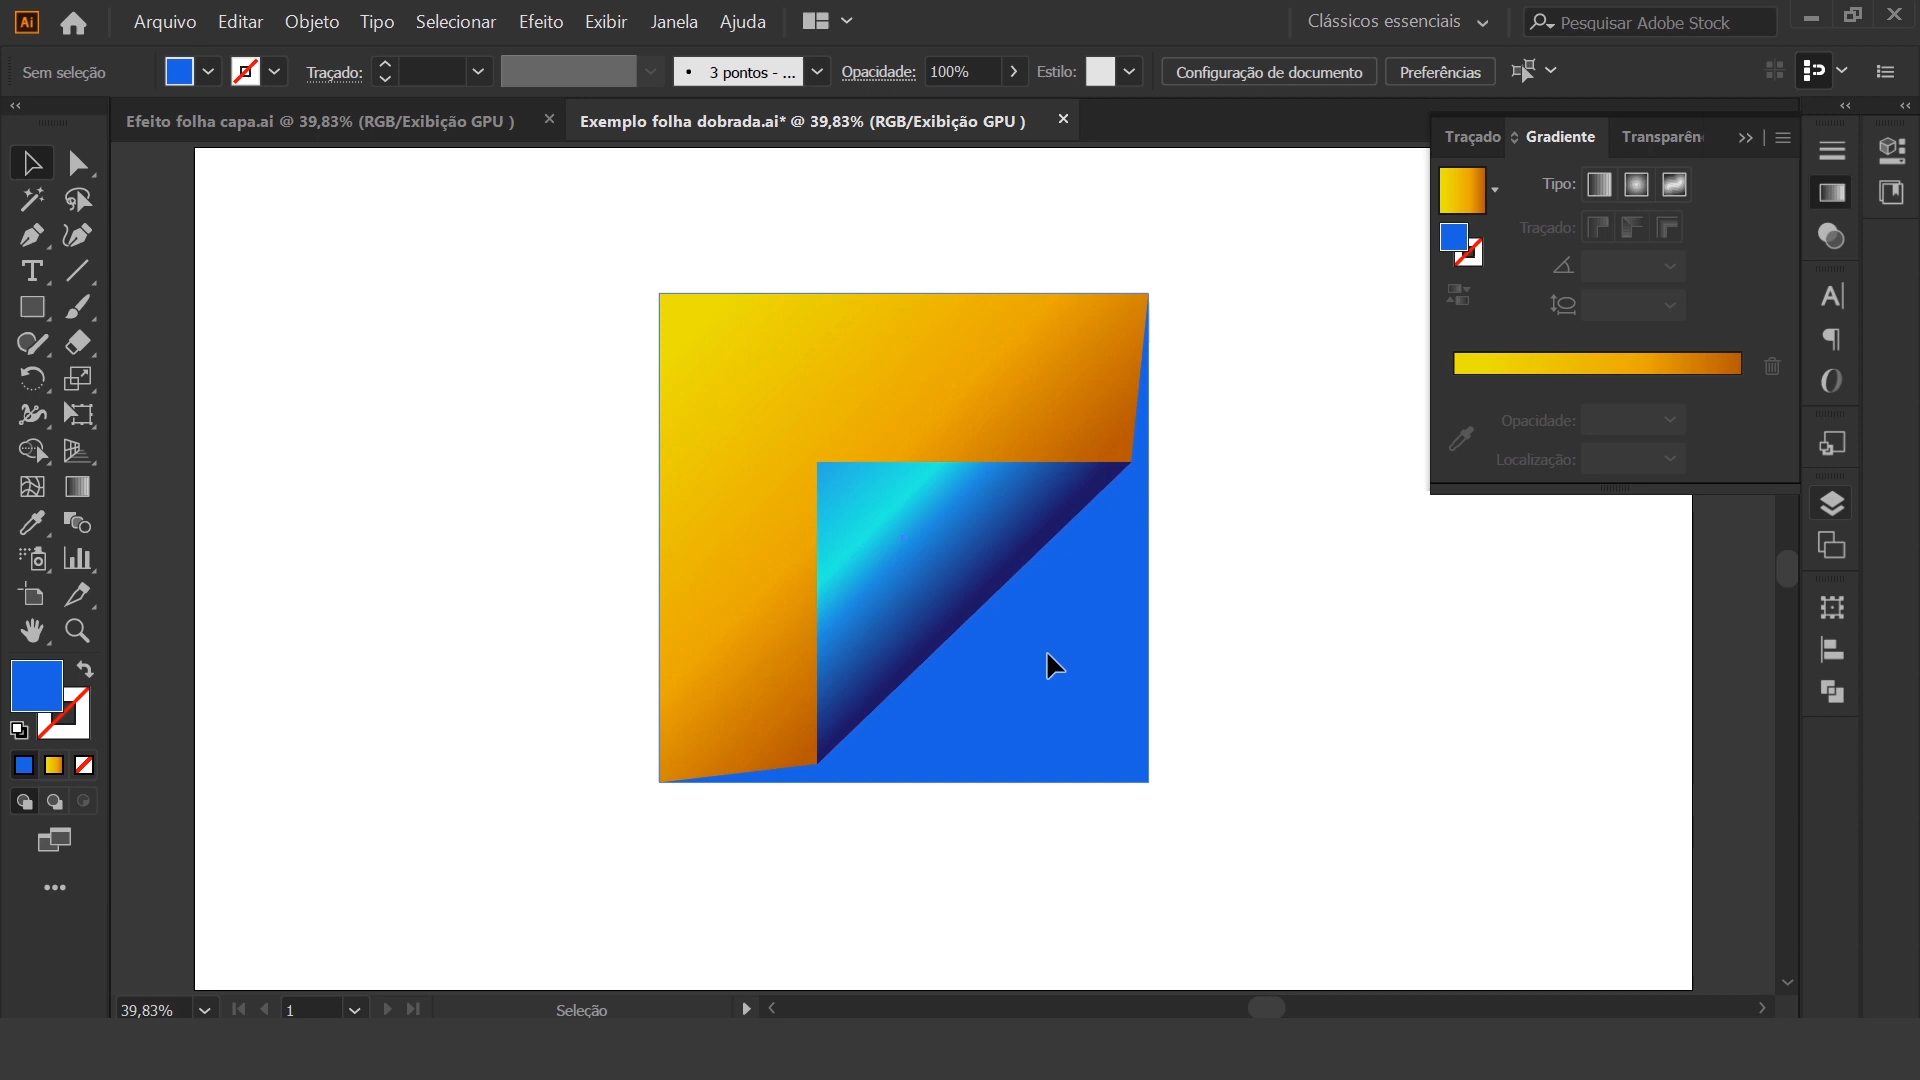 Ai Arquivo Editar Objeto Tipo Selecionar Efeito Exibir Janela Ajuda Clássicos essenciais Pesquisar Adobe Stock
Sem seleção Traçado: 3 pontos - ... Opacidade: 100% Estilo: Configuração de documento Preferências
Efeito folha capa.ai @ 39,83% (RGB/Exibição GPU ) Exemplo folha dobrada.ai* @ 39,83% (RGB/Exibição GPU )
Traçado Gradiente Transparên
Tipo:
Traçado:
Opacidade:
Localização:
39,83% 1 Seleção